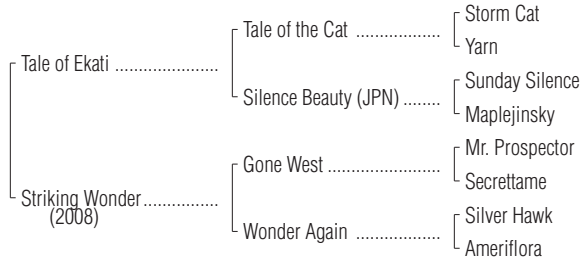 Storm Cat
Tale of the Cat ..................
Yarn
Tale of Ekati ......................
Sunday Silence
Silence Beauty (JPN) ........
Maplejinsky
Mr. Prospector
Gone West ........................
Secrettame
Striking Wonder................
(2008)
Silver Hawk
Wonder Again ..................
Ameriflora